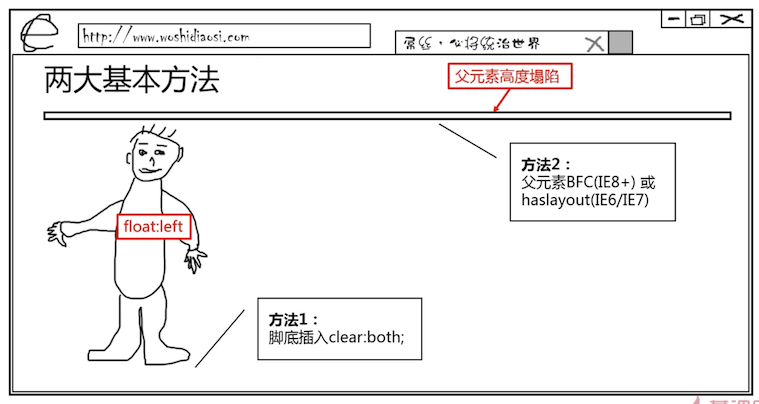 http://www.woshidiaosi.com
屌丝，必将统治世界
两大基本方法
父元素高度塌陷
方法2：
父元素BFC(IE8+) 或
haslayout(IE6/IE7)
float:left
方法1：
脚底插入clear:both;